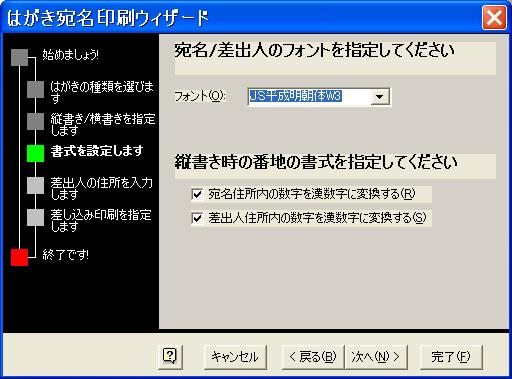 はがき宛名印刷ウィザード
始めましょう!
はがきの種類を選びま
す
縦書き/横書きを指定
します
書式を設定します
差出人の住所を入力
します
差し込み印刷を指定
します
終了です!
宛名/差出人のフォントを指定してください
フォント(O):
JS平成明朝体W3
縦書き時の番地の書式を指定してください
宛名住所内の数字を漢数字に変換する(R)
差出人住所内の数字を漢数字に変換する(S)
キャンセル
< 戻る(B)
次へ(N) >
完了(F)